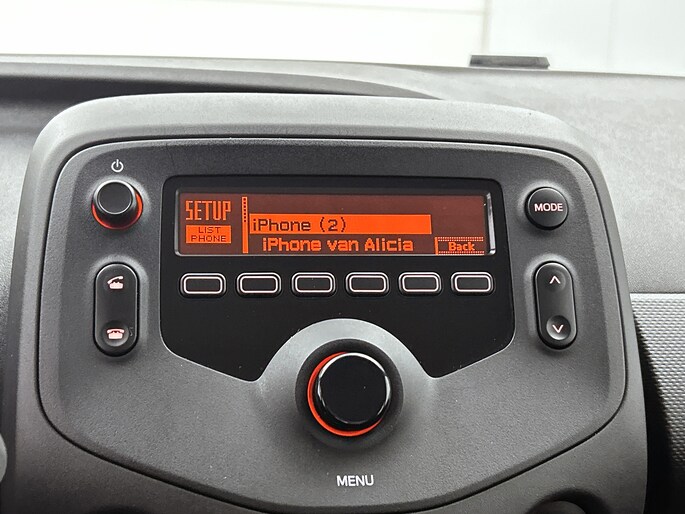 SETUP
LIST
PHONE
iPhone (2)
iPhone van Alicia
Back
MODE
MENU